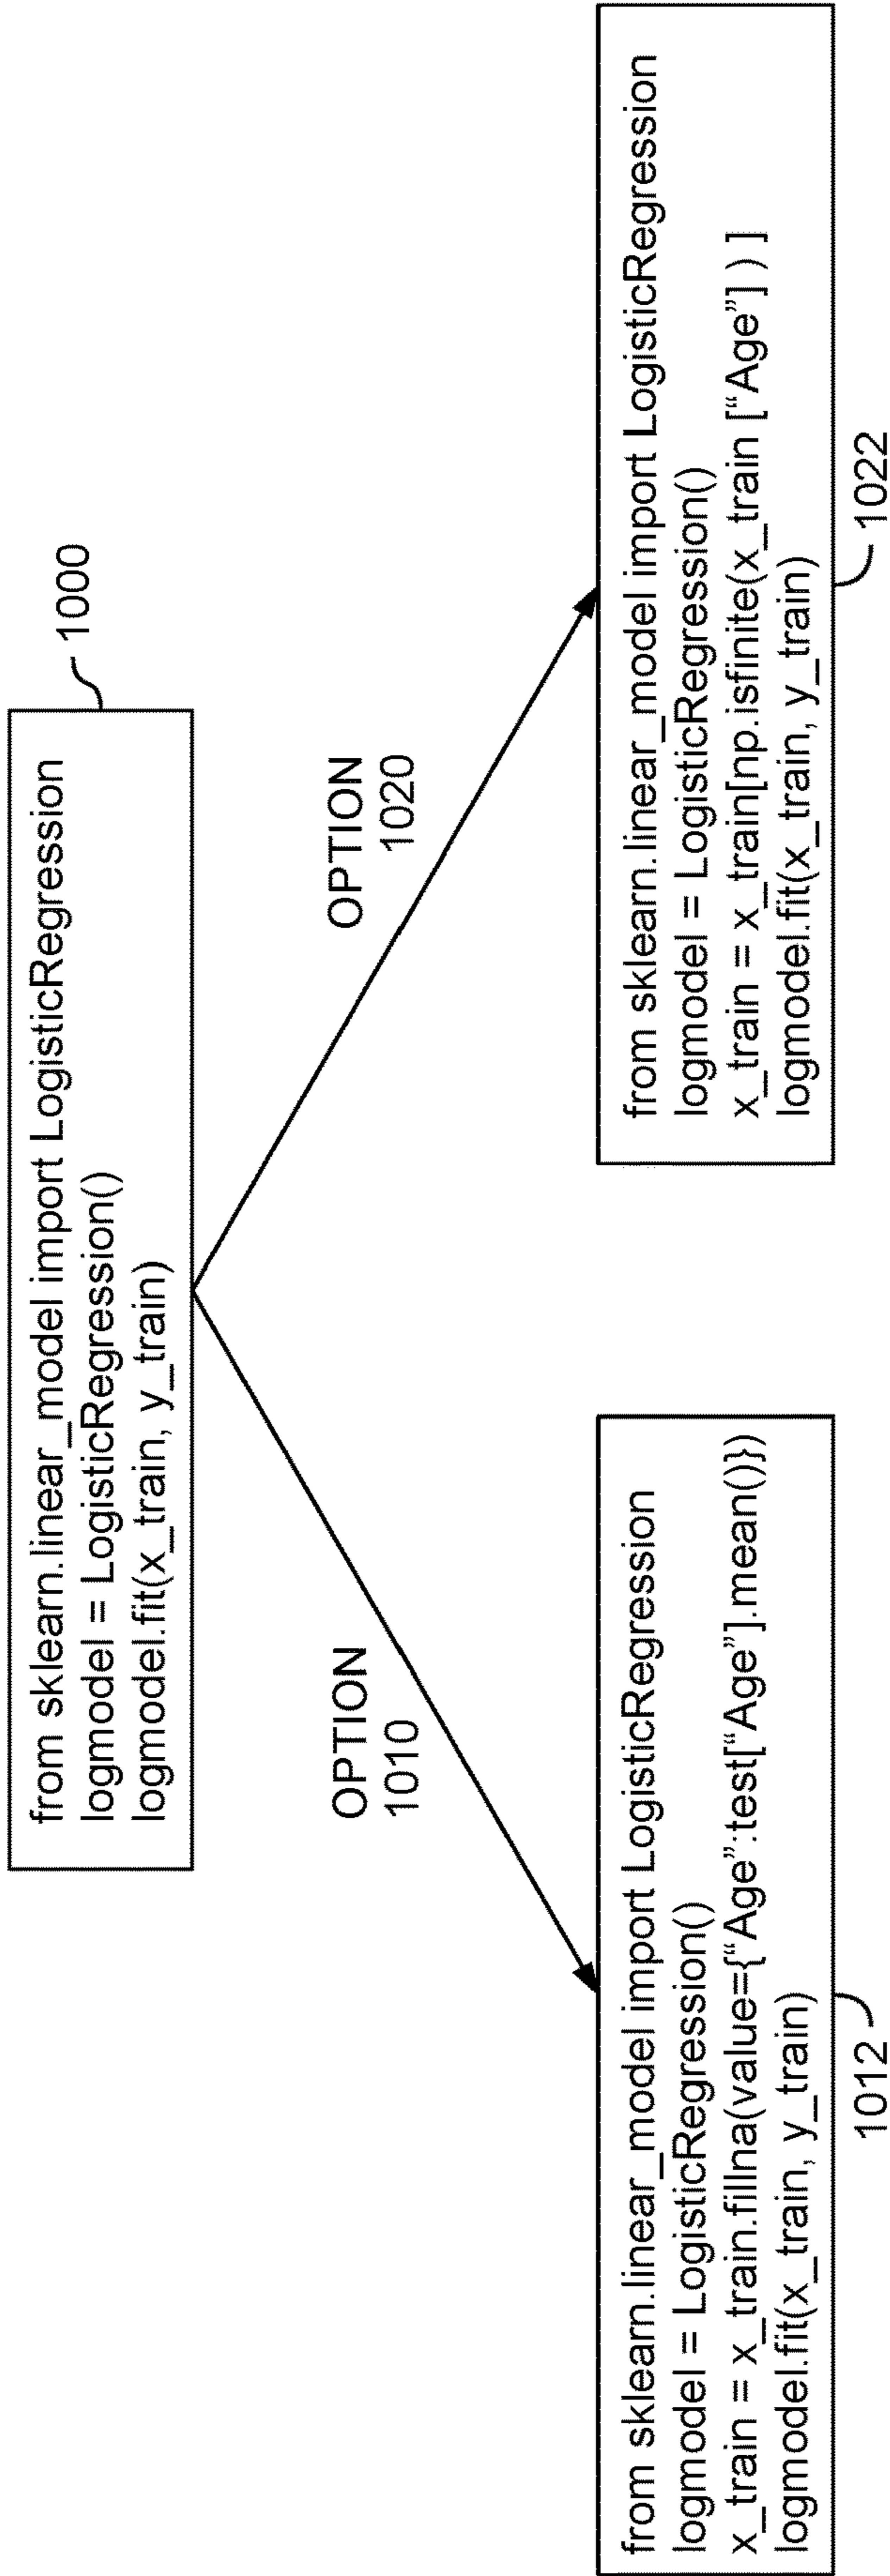 from sklearn.linear_model import LogisticRegression
logmodel = LogisticRegression()
logmodel.fit(x_train, y_train)
1000
OPTION
1010
OPTION
1020
from sklearn.linear_model import LogisticRegression
logmodel = LogisticRegression()
x_train = x_train.fillna(value={“Age”:test[“Age”].mean()})
logmodel.fit(x_train, y_train)
1012
from sklearn.linear_model import LogisticRegression
logmodel = LogisticRegression()
x_train = x_train[np.isfinite(x_train [“Age”] ) ]
logmodel.fit(x_train, y_train)
1022